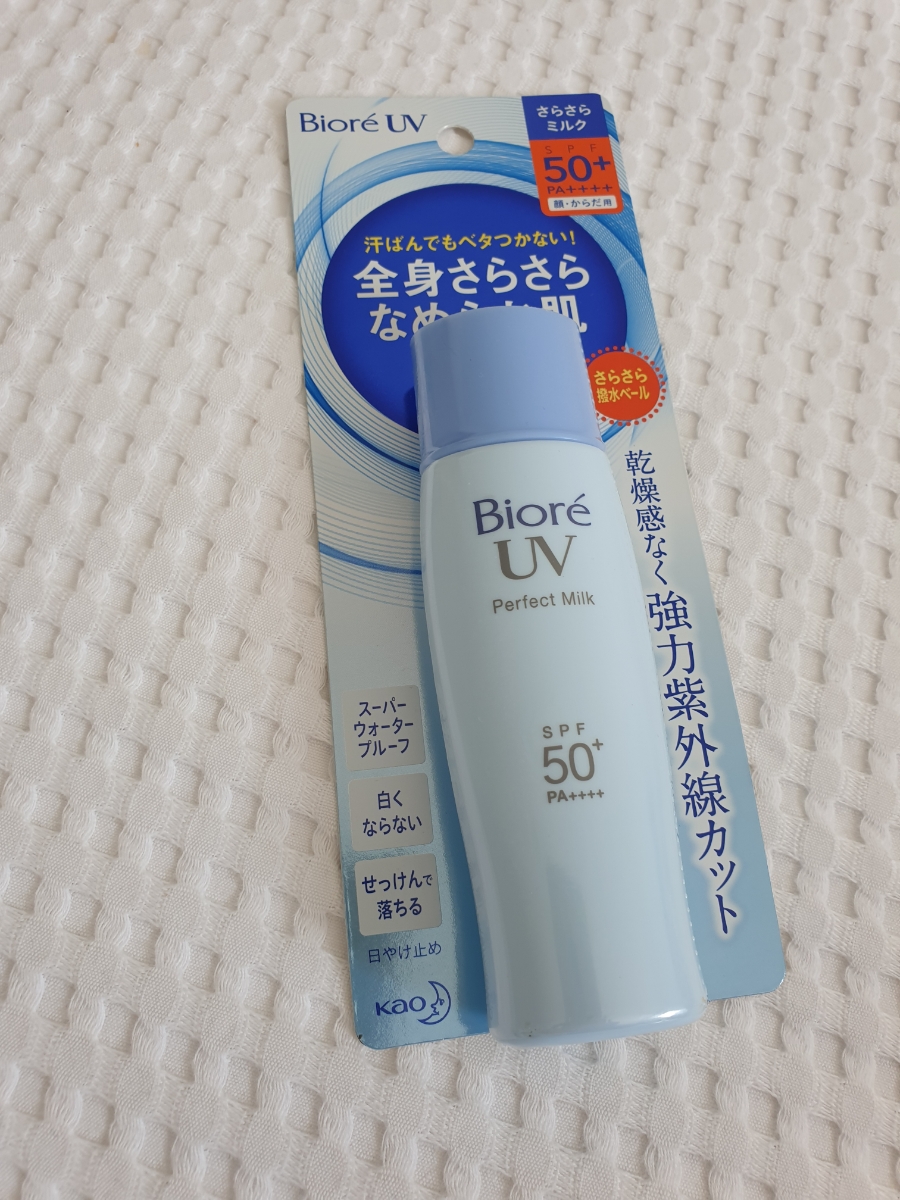 Bioré UV
さらさら
ミルク
SPF
50+
PA++++
顔・からだ用
汗ばんでもベタつかない!
全身さらさら
なめ
肌
さらさら
撥水ベール
乾燥感なく強力紫外線カット
Bioré
UV
Perfect Milk
SPF
50+
PA++++
スーパー
ウォーター
プルーフ
白く
ならない
せっけんで
落ちる
日やけ止め
Kao